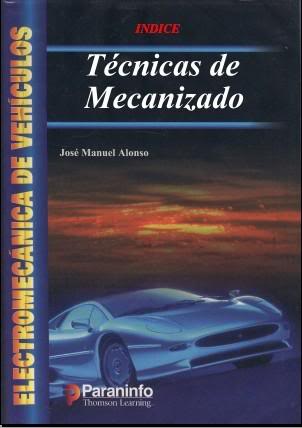 INDICE
Técnicas de
Mecanizado
José Manuel Alonso
ELECTROMECÁNICA DE VEHÍCULOS
Paraninfo
Thomson Learning